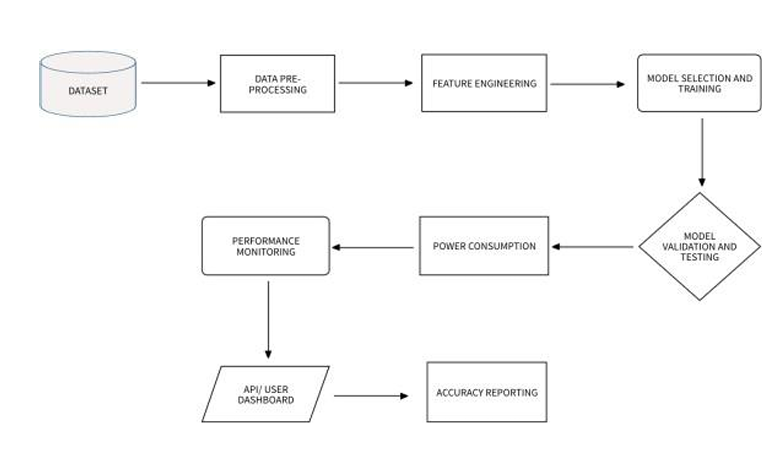 DATASET
DATA PRE-
PROCESSING
FEATURE ENGINEERING
MODEL SELECTION AND
TRAINING
MODEL
VALIDATION AND
TESTING
POWER CONSUMPTION
PERFORMANCE
MONITORING
API/ USER
DASHBOARD
ACCURACY REPORTING